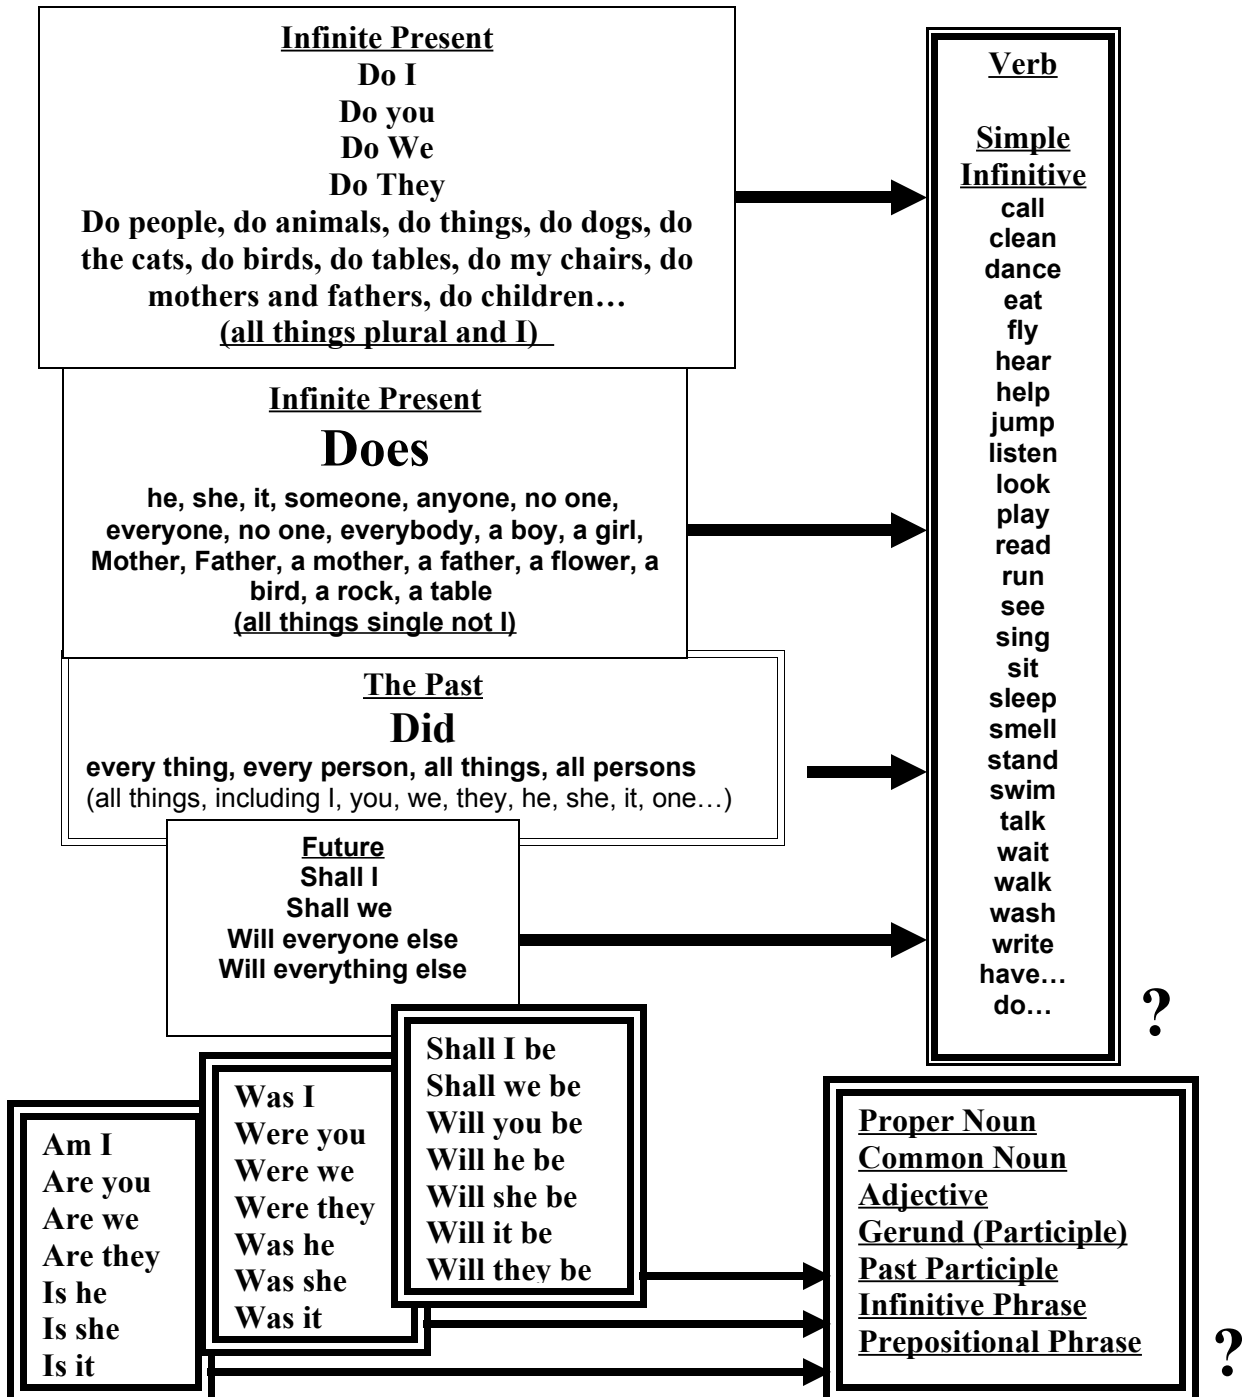 Infinite Present
Do I
Do you
Do We
Do They
Do people, do animals, do things, do dogs, do
the cats, do birds, do tables, do my chairs, do
mothers and fathers, do children…
(all things plural and I)
Infinite Present
Does
he, she, it, someone, anyone, no one,
everyone, no one, everybody, a boy, a girl,
Mother, Father, a mother, a father, a flower, a
bird, a rock, a table
(all things single not I)
The Past
Did
every thing, every person, all things, all persons
(all things, including I, you, we, they, he, she, it, one…)
Future
Shall I
Shall we
Will everyone else
Will everything else
Verb
Simple
Infinitive
call
clean
dance
eat
fly
hear
help
jump
listen
look
play
read
run
see
sing
sit
sleep
smell
stand
swim
talk
wait
walk
wash
write
have…
do…
?
Am I
Are you
Are we
Are they
Is he
Is she
Is it
Was I
Were you
Were we
Were they
Was he
Was she
Was it
Shall I be
Shall we be
Will you be
Will he be
Will she be
Will it be
Will they be
Proper Noun
Common Noun
Adjective
Gerund (Participle)
Past Participle
Infinitive Phrase
Prepositional Phrase
?